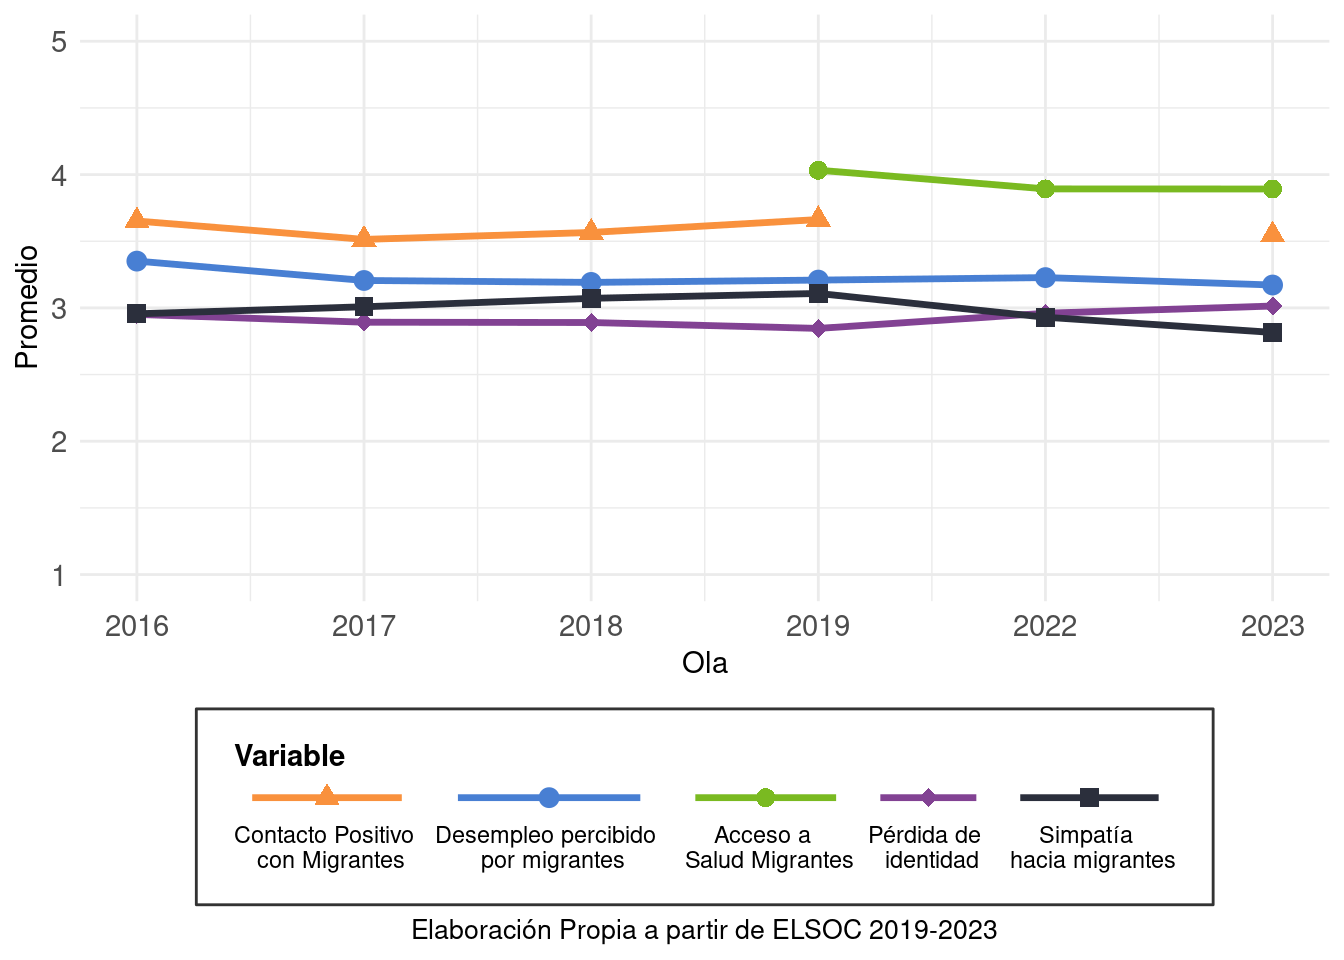 5
4
3
2
1
Promedio
2016 2017 2018 2019 2022 2023
Ola
Variable
Contacto Positivo con Migrantes
Desempleo percibido por migrantes
Acceso a Salud Migrantes
Pérdida de identidad
Simpatía hacia migrantes
Elaboración Propia a partir de ELSOC 2019-2023